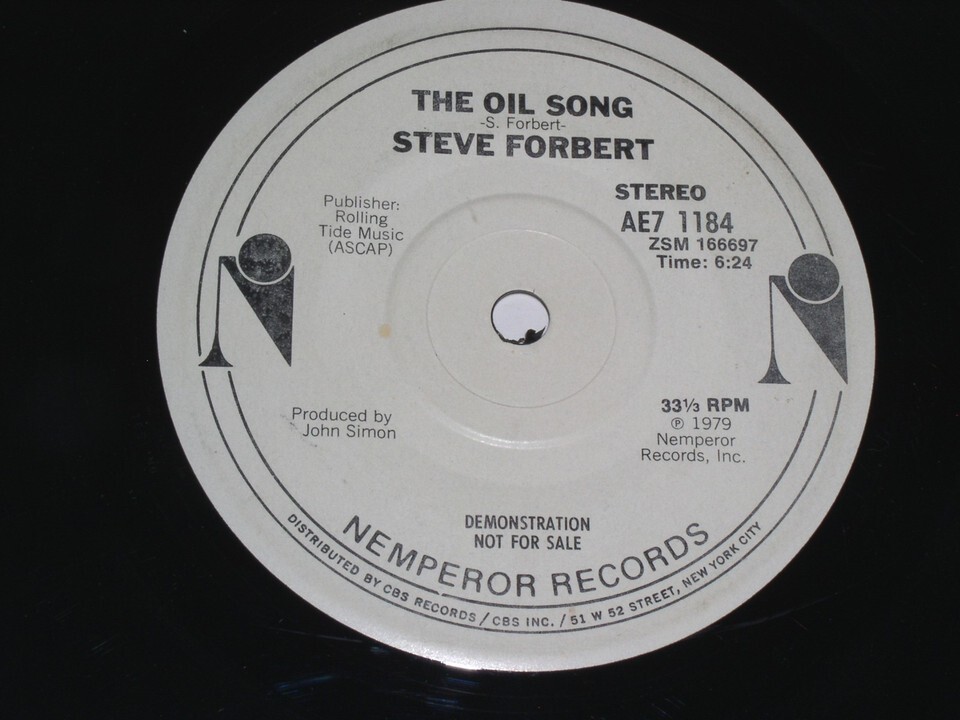 THE OIL SONG
-S. Forbert-
STEVE FORBERT
STEREO
AE7 1184
ZSM 166697
Time: 6:24
Publisher:
Rolling
Tide Music
(ASCAP)
Produced by
John Simon
33⅓ RPM
℗ 1979
Nemperor
Records, Inc.
DEMONSTRATION
NOT FOR SALE
NEMPEROR RECORDS
DISTRIBUTED BY CBS RECORDS / CBS INC. / 51 W 52 STREET, NEW YORK CITY